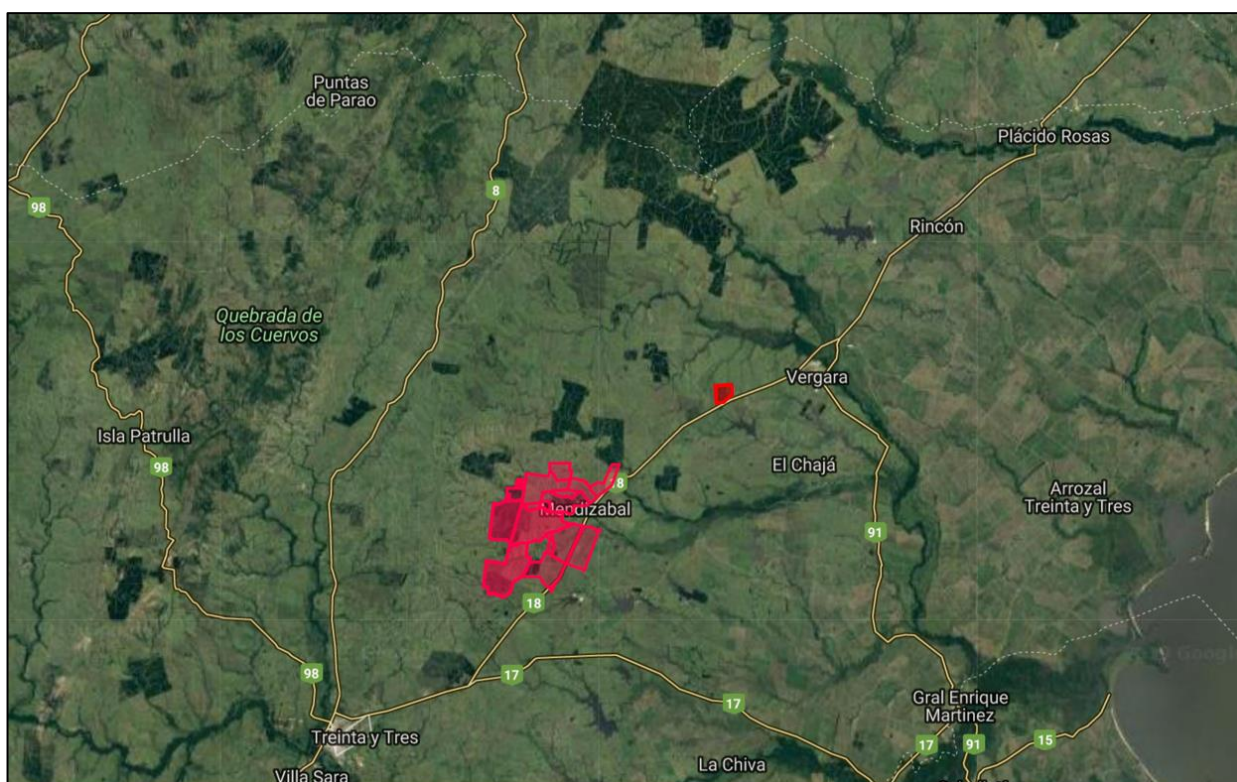 Puntas
de Parao
Plácido Rosas
8
98
Rincón
Quebrada de
los Cuervos
Vergara
Isla Patrulla
98
El Chajá
8
Mendizabal
Arrozal
Treinta y Tres
91
18
98
17
17
Gral Enrique
Martinez
Treinta y Tres
17
91
15
La Chiva
Villa Sara